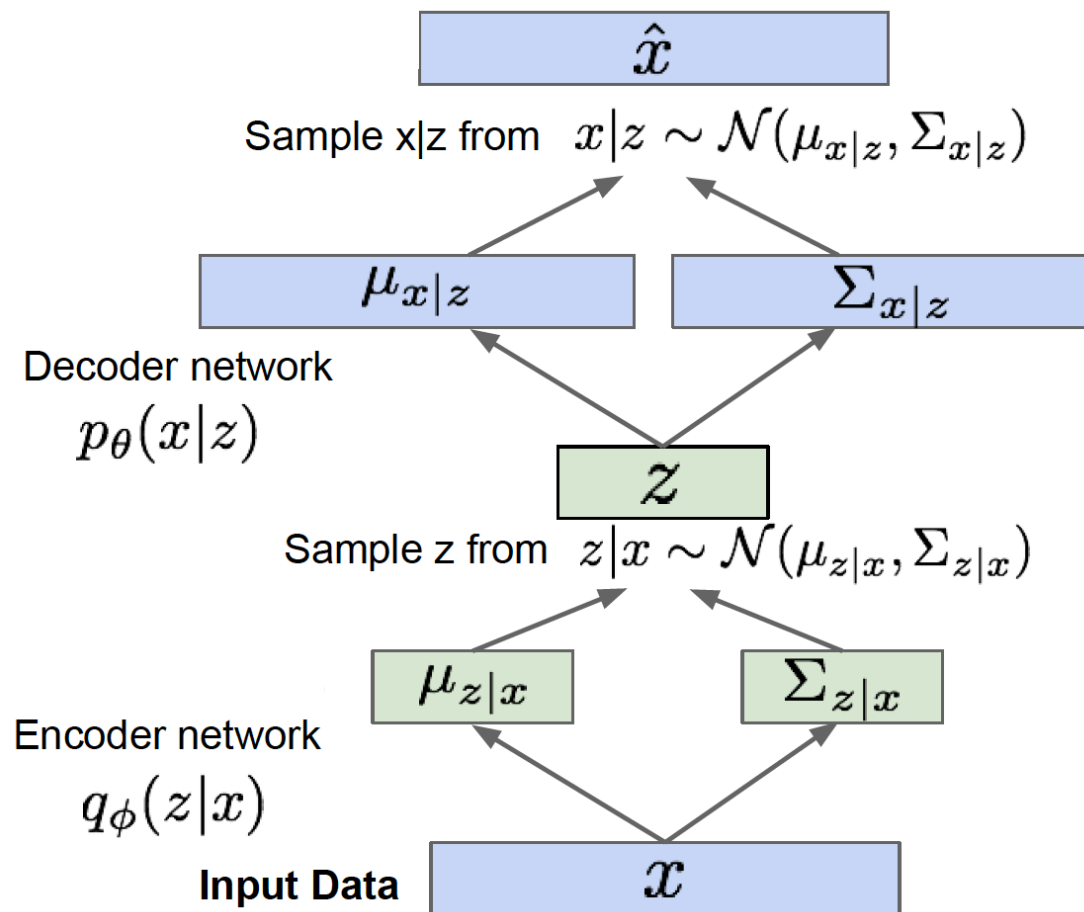 x̂
Sample x|z from x|z ∼ 𝒩(μ_{x|z}, Σ_{x|z})
μ_{x|z} Σ_{x|z}
Decoder network
p_θ(x|z)
z
Sample z from z|x ∼ 𝒩(μ_{z|x}, Σ_{z|x})
μ_{z|x} Σ_{z|x}
Encoder network
q_ϕ(z|x)
Input Data x